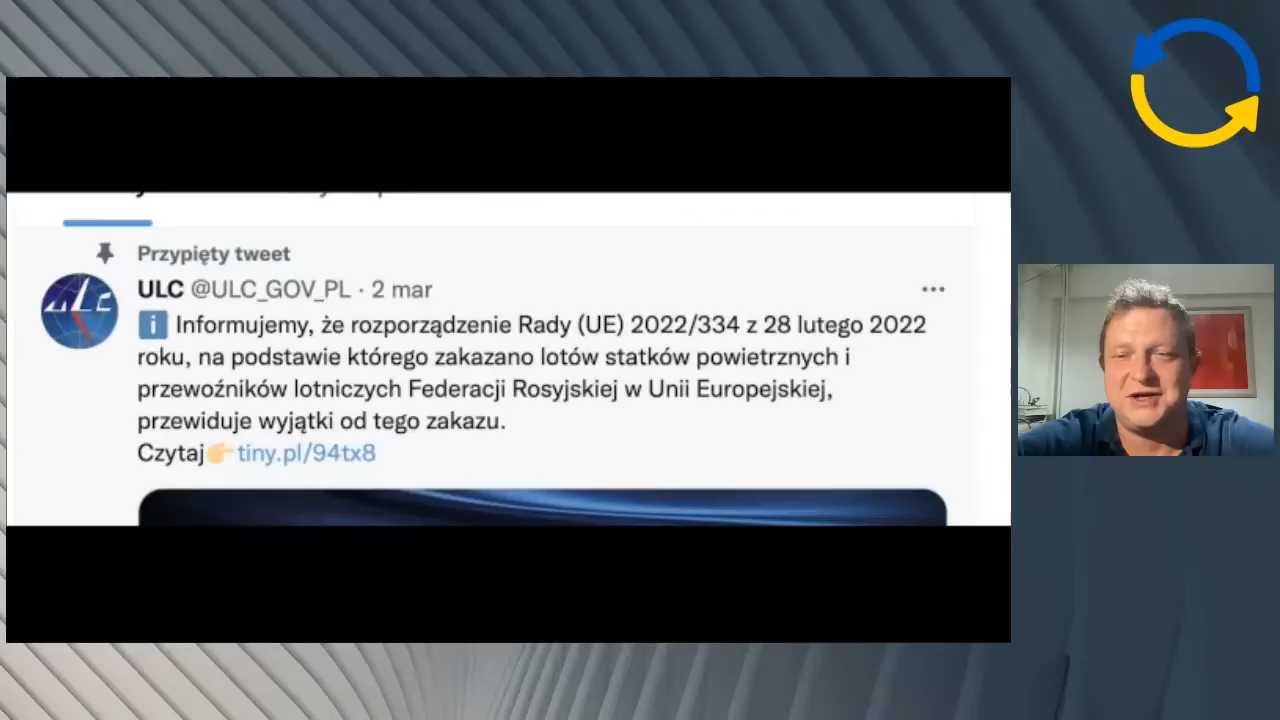 Przypięty tweet
ULC @ULC_GOV_PL · 2 mar
Informujemy, że rozporządzenie Rady (UE) 2022/334 z 28 lutego 2022
roku, na podstawie którego zakazano lotów statków powietrznych i
przewoźników lotniczych Federacji Rosyjskiej w Unii Europejskiej,
przewiduje wyjątki od tego zakazu.
Czytaj👉tiny.pl/94tx8